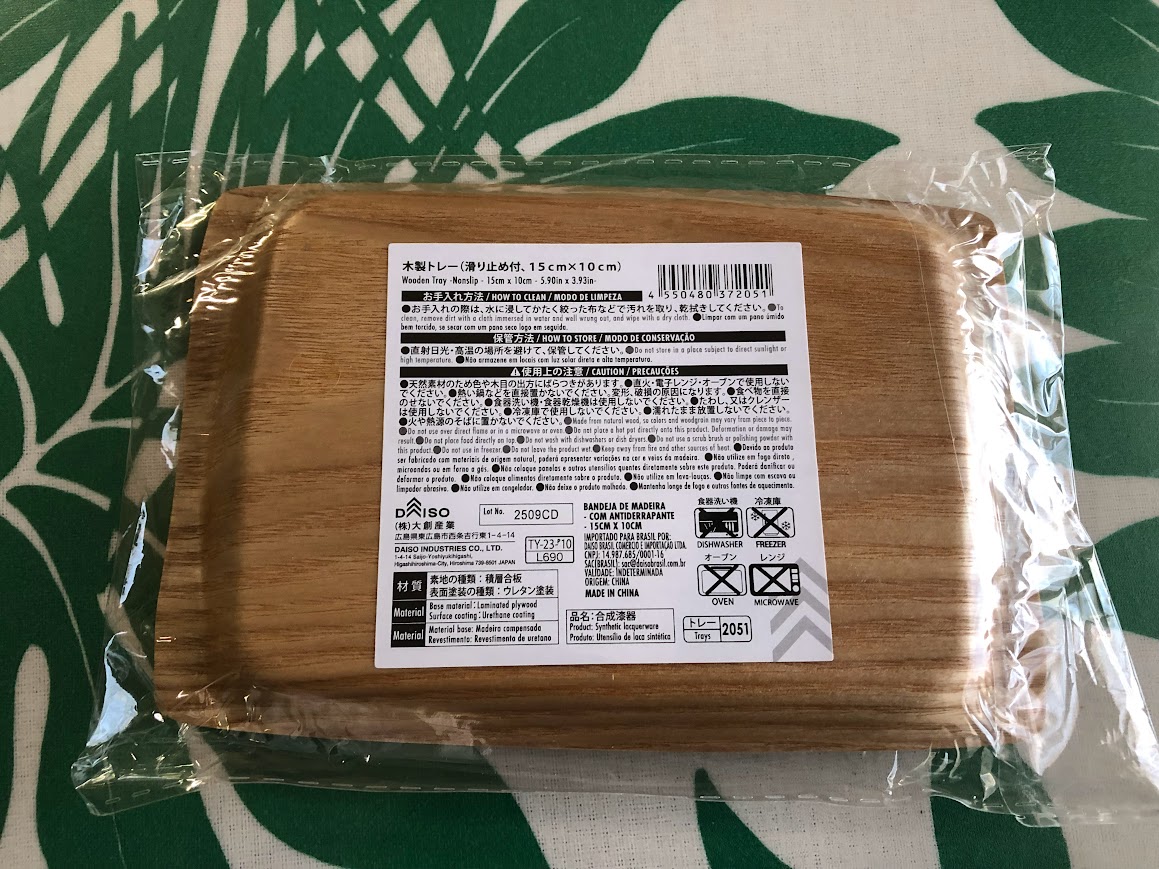 木製トレー(滑り止め付、15cm×10cm)
Wooden Tray -Nonslip - 15cm x 10cm - 5.90in x 3.93in-
4 550480 372051
お手入れ方法 / HOW TO CLEAN / MODO DE LIMPEZA
●お手入れの際は、水に浸してかたく絞った布などで汚れを取り、乾拭きしてください。●To
clean, remove dirt with a cloth immersed in water and well wrung out, and wipe with a dry cloth. ●Limpar com um pano úmido
bem torcido, se secar com um pano seco logo em seguida.
保管方法 / HOW TO STORE / MODO DE CONSERVAÇÃO
●直射日光・高温の場所を避けて、保管してください。●Do not store in a place subject to direct sunlight or
high temperature. ●Não armazene em locais com luz solar direta e alta temperatura.
⚠使用上の注意 / CAUTION / PRECAUÇÕES
●天然素材のため色や木目の出方にばらつきがあります。●直火・電子レンジ・オーブンで使用しない
でください。●熱い鍋などを直接置かないでください。変形、破損の原因になります。●食べ物を直接
のせないでください。●食器洗い機・食器乾燥機は使用しないでください。●たわし、又はクレンザー
は使用しないでください。●冷凍庫で使用しないでください。●濡れたまま放置しないでください。
●火や熱源のそばに置かないでください。●Made from natural wood, so colors and woodgrain may vary from piece to piece.
●Do not use over direct flame or in a microwave or oven. ●Do not place a hot pot directly onto this product. Deformation or damage may
result. ●Do not place food directly on top. ●Do not wash with dishwashers or dish dryers. ●Do not use a scrub brush or polishing powder with
this product. ●Do not use in freezer. ●Do not leave the product wet. ●Keep away from fire and other sources of heat. ●Devido ao produto
ser fabricado com materiais de origem natural, poderá apresentar variações na cor e veios da madeira. ●Não utilize em fogo direto,
microondas ou em forno a gás. ●Não coloque panelas e outros utensílios quentes diretamente sobre este produto. Poderá danificar ou
deformar o produto. ●Não coloque alimentos diretamente sobre o produto. ●Não utilize em lava-louças. ●Não limpe com escova ou
limpador abrasivo. ●Não utilize em congelador. ●Não deixe o produto molhado. ●Mantenha longe de fogo e outras fontes de aquecimento.
DAISO
(株)大創産業
広島県東広島市西条吉行東1-4-14
DAISO INDUSTRIES CO., LTD.
1-4-14 Saijo-Yoshiyukihigashi,
Higashihiroshima-City, Hiroshima 739-8501 JAPAN
Lot No. 2509CD
TY-23-P10
L690
BANDEJA DE MADEIRA
- COM ANTIDERRAPANTE
- 15CM X 10CM
IMPORTADO PARA BRASIL POR:
DAISO BRASIL COMÉRCIO E IMPORTAÇÃO LTDA.
CNPJ: 14.987.685/0001-16
SAC(BRASIL): sac@daisobrasil.com.br
VALIDADE: INDETERMINADA
ORIGEM: CHINA
MADE IN CHINA
食器洗い機 冷凍庫
DISHWASHER FREEZER
オーブン レンジ
OVEN MICROWAVE
材質 素地の種類:積層合板
表面塗装の種類:ウレタン塗装
Material Base material: Laminated plywood
Surface coating: Urethane coating
Material Material base: Madeira compensada
Revestimento: Revestimento de uretano
品名:合成漆器
Product: Synthetic lacquerware
Produto: Utensílio de laca sintética
トレー
Trays
2051